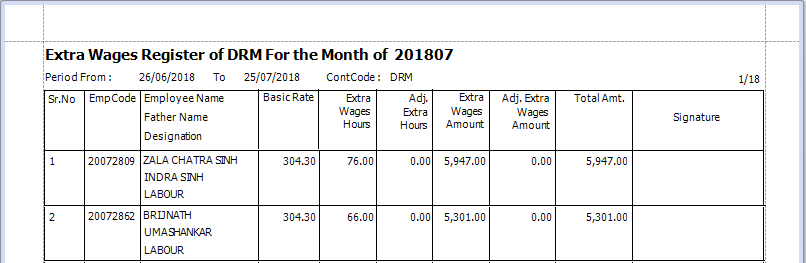 Extra Wages Register of DRM For the Month of 201807
Period From : 26/06/2018 To 25/07/2018 ContCode : DRM 1/18
Sr.No EmpCode Employee Name Father Name Designation Basic Rate Extra Wages Hours Adj. Extra Hours Extra Wages Amount Adj. Extra Wages Amount Total Amt. Signature
1 20072809 ZALA CHATRA SINH 304.30 76.00 0.00 5,947.00 0.00 5,947.00
INDRA SINH
LABOUR
2 20072862 BRIJNATH 304.30 66.00 0.00 5,301.00 0.00 5,301.00
UMASHANKAR
LABOUR